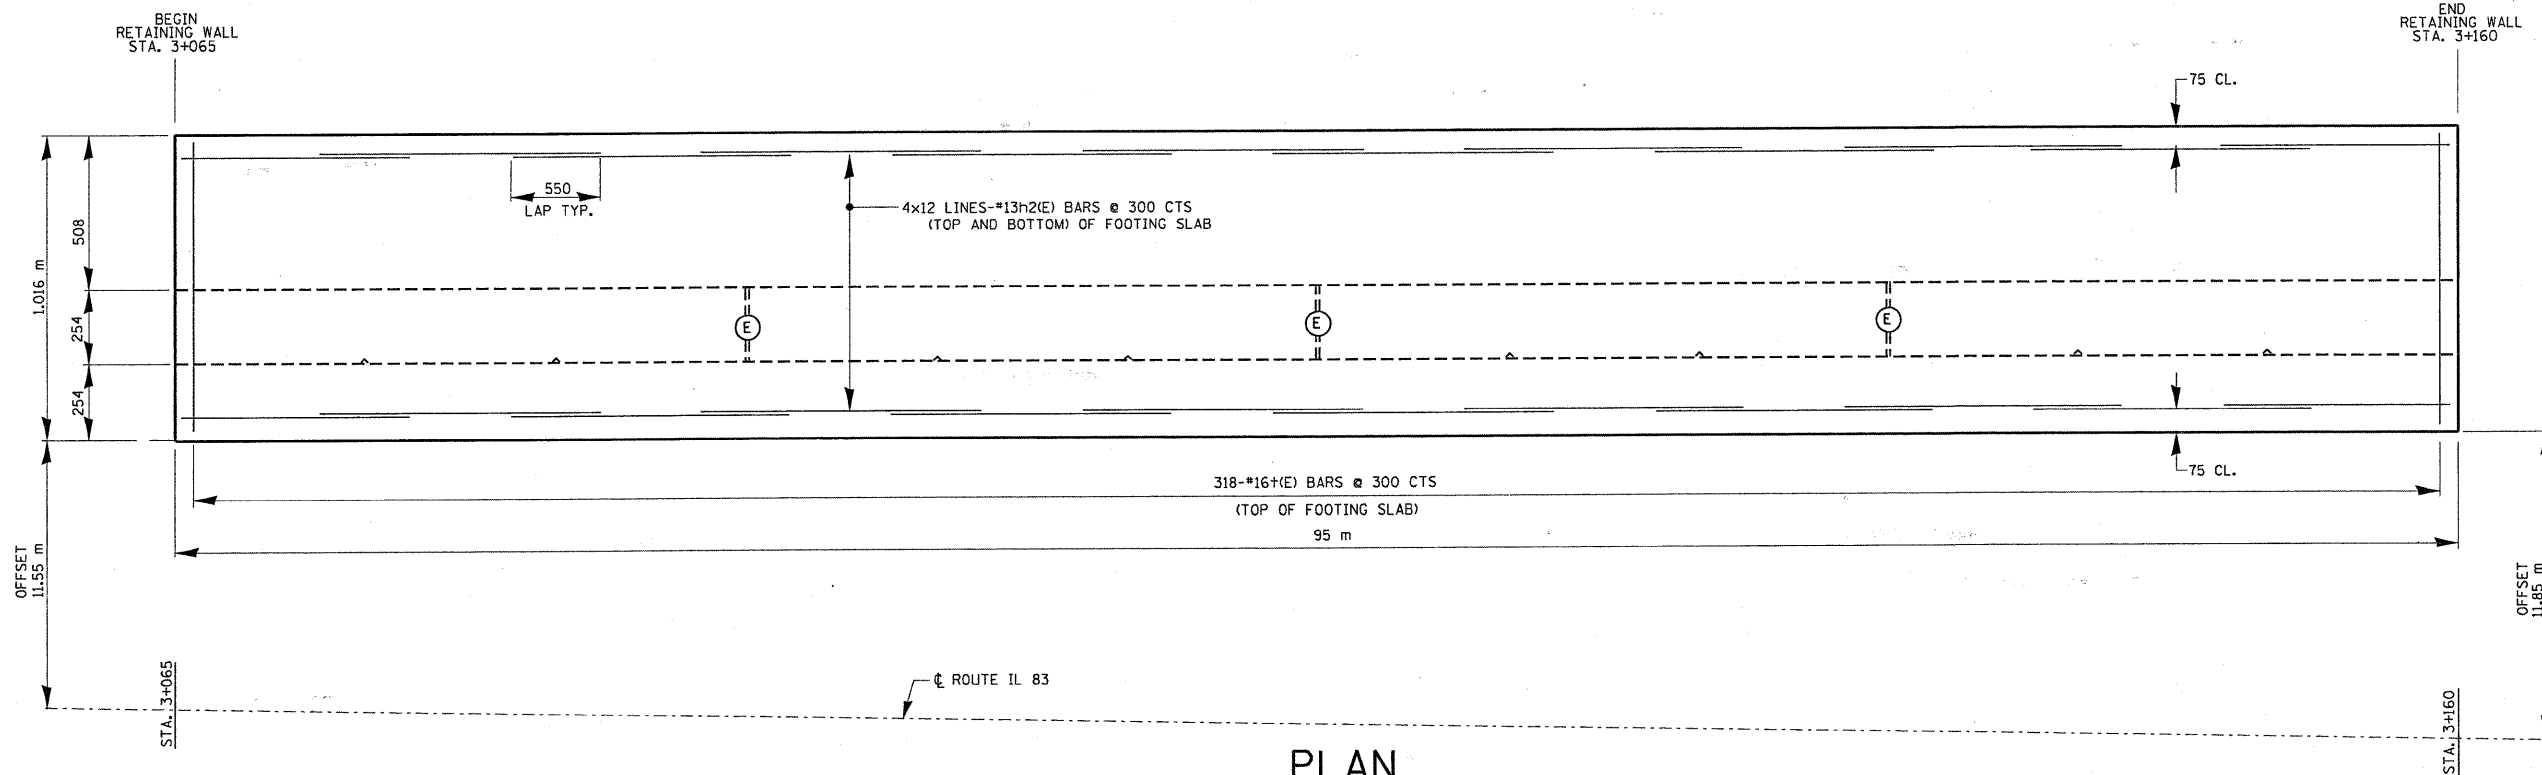 BEGIN
RETAINING WALL
STA. 3+065
END
RETAINING WALL
STA. 3+160
75 CL.
550
LAP TYP.
4x12 LINES-#13h2(E) BARS @ 300 CTS
(TOP AND BOTTOM) OF FOOTING SLAB
1.016 m
508
254
254
E
E
E
75 CL.
318-#16t(E) BARS @ 300 CTS
(TOP OF FOOTING SLAB)
95 m
OFFSET
11.55 m
OFFSET
11.85 m
STA. 3+065
℄ ROUTE IL 83
STA. 3+160
PLAN